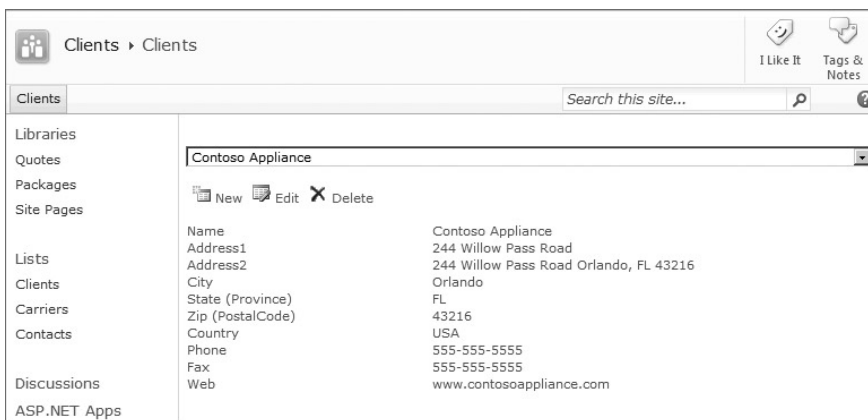 Clients ▸ Clients
I Like It
Tags & Notes
Clients
Search this site...
Libraries
Quotes
Packages
Site Pages
Lists
Clients
Carriers
Contacts
Discussions
ASP.NET Apps
Contoso Appliance
New Edit Delete
Name Contoso Appliance
Address1 244 Willow Pass Road
Address2 244 Willow Pass Road Orlando, FL 43216
City Orlando
State (Province) FL
Zip (PostalCode) 43216
Country USA
Phone 555-555-5555
Fax 555-555-5555
Web www.contosoappliance.com